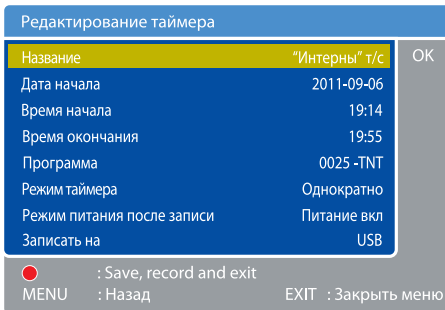 Редактирование таймера
Название "Интерны" т/с OK
Дата начала 2011-09-06
Время начала 19:14
Время окончания 19:55
Программа 0025 -TNT
Режим таймера Однократно
Режим питания после записи Питание вкл
Записать на USB
: Save, record and exit
MENU : Назад EXIT : Закрыть меню